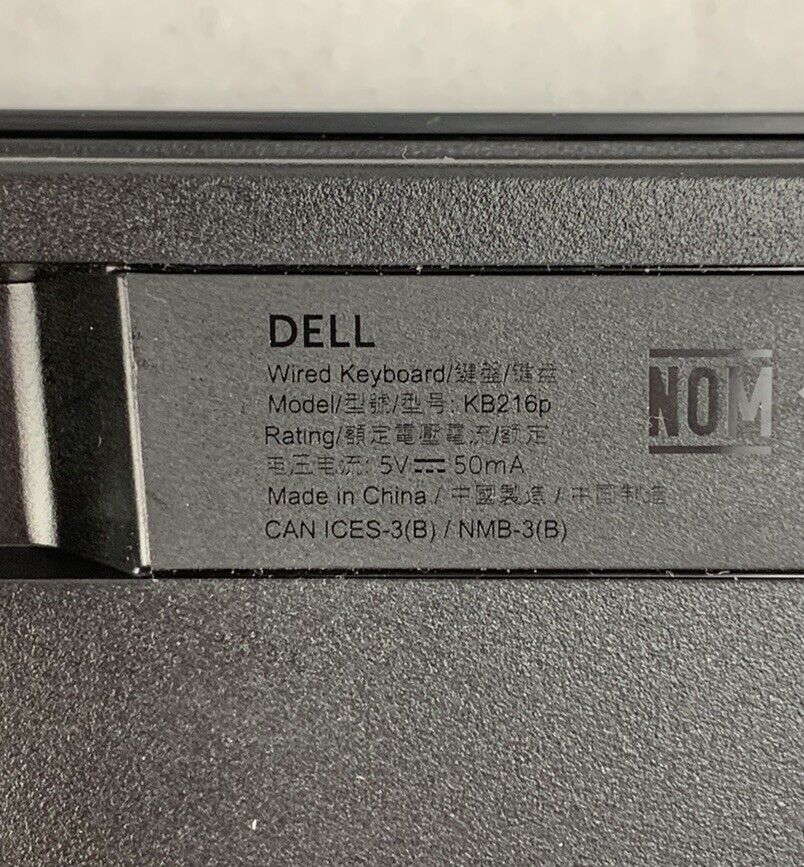 DELL
Wired Keyboard/鍵盤/键盘
Model/型號/型号: KB216p
Rating/額定電壓電流/额定
电压电流: 5V⎓50mA
Made in China / 中國製造 / 中国制造
CAN ICES-3(B) / NMB-3(B)
NOM